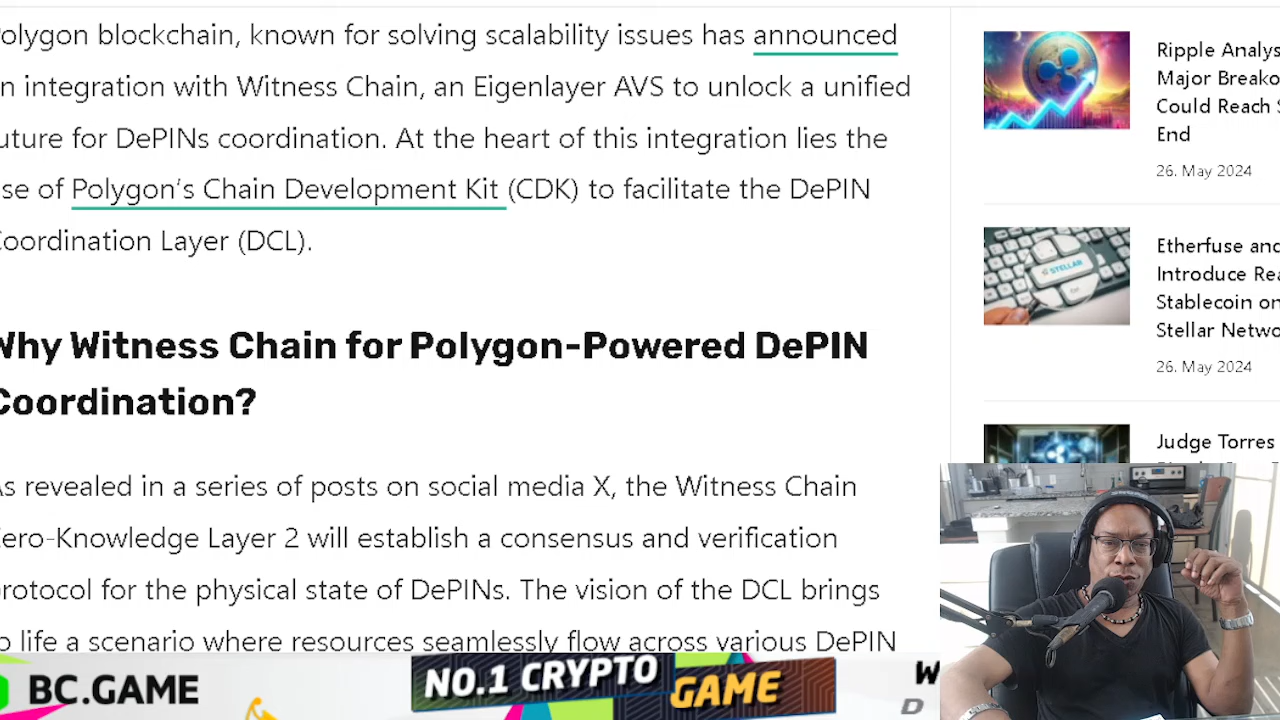 olygon blockchain, known for solving scalability issues has announced
n integration with Witness Chain, an Eigenlayer AVS to unlock a unified
uture for DePINs coordination. At the heart of this integration lies the
se of Polygon's Chain Development Kit (CDK) to facilitate the DePIN
oordination Layer (DCL).
Why Witness Chain for Polygon-Powered DePIN
Coordination?
As revealed in a series of posts on social media X, the Witness Chain
ero-Knowledge Layer 2 will establish a consensus and verification
rotocol for the physical state of DePINs. The vision of the DCL brings
o life a scenario where resources seamlessly flow across various DePIN
Ripple Analys
Major Breako
Could Reach
End
26. May 2024
Etherfuse and
Introduce Rea
Stablecoin on
Stellar Netwo
26. May 2024
Judge Torres
STELLAR
BC.GAME
NO.1 CRYPTO
GAME
W
D